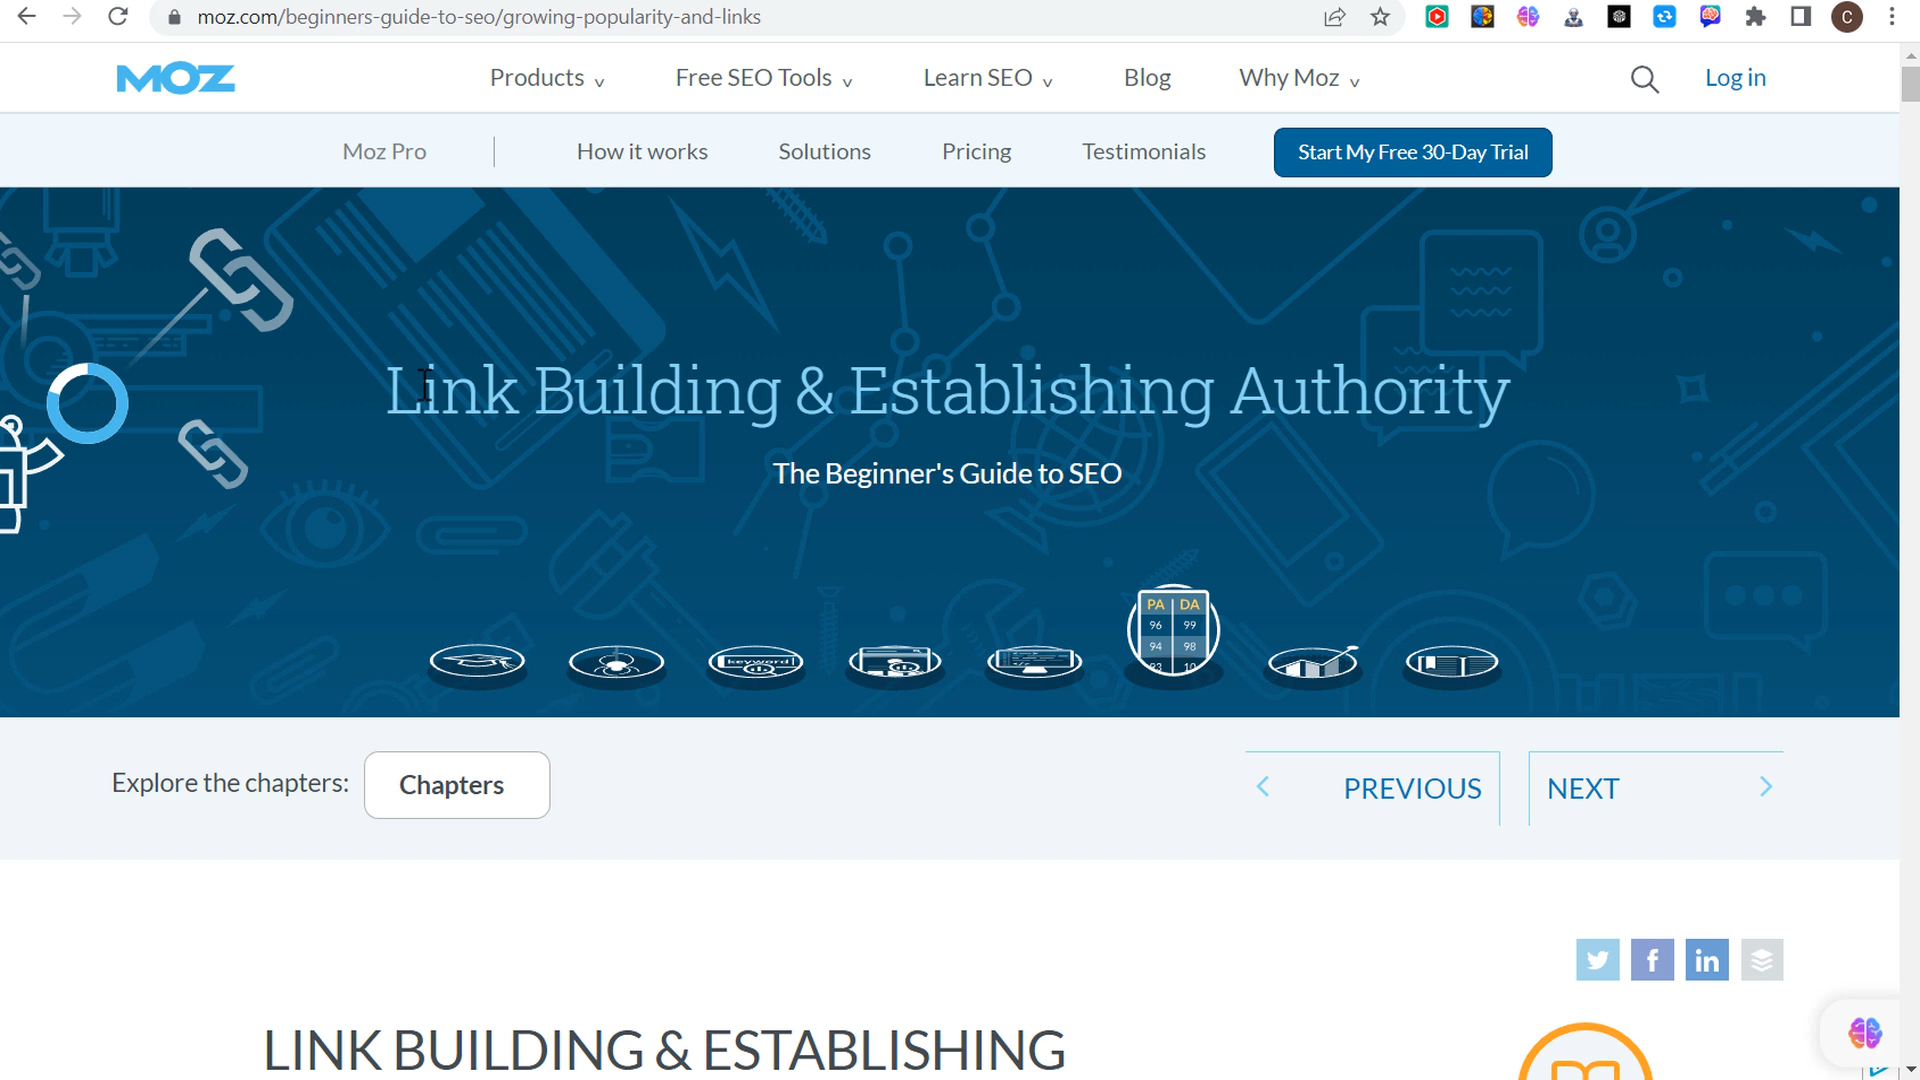 moz.com/beginners-guide-to-seo/growing-popularity-and-links
C
MOZ
Products
Free SEO Tools
Learn SEO
Blog
Why Moz
Log in
Moz Pro
How it works
Solutions
Pricing
Testimonials
Start My Free 30-Day Trial
Link Building & Establishing Authority
The Beginner's Guide to SEO
keyword
PA DA
96 99
94 98
93 10
Explore the chapters:
Chapters
PREVIOUS
NEXT
LINK BUILDING & ESTABLISHING